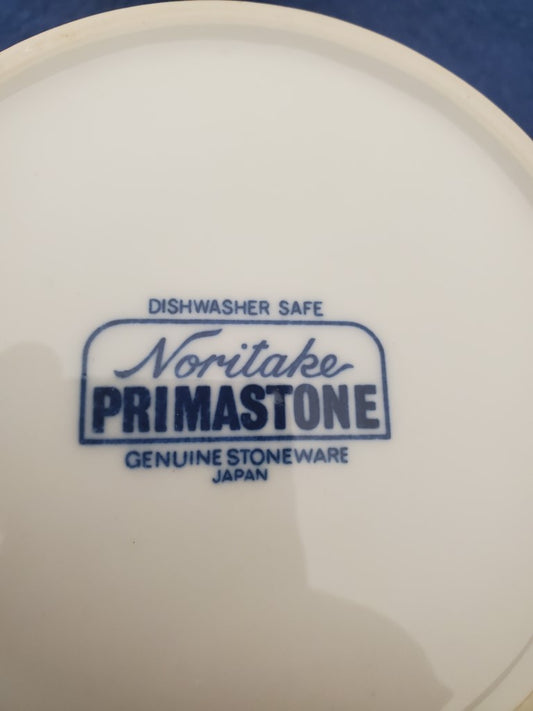 DISHWASHER SAFE
Noritake
PRIMASTONE
GENUINE STONEWARE
JAPAN